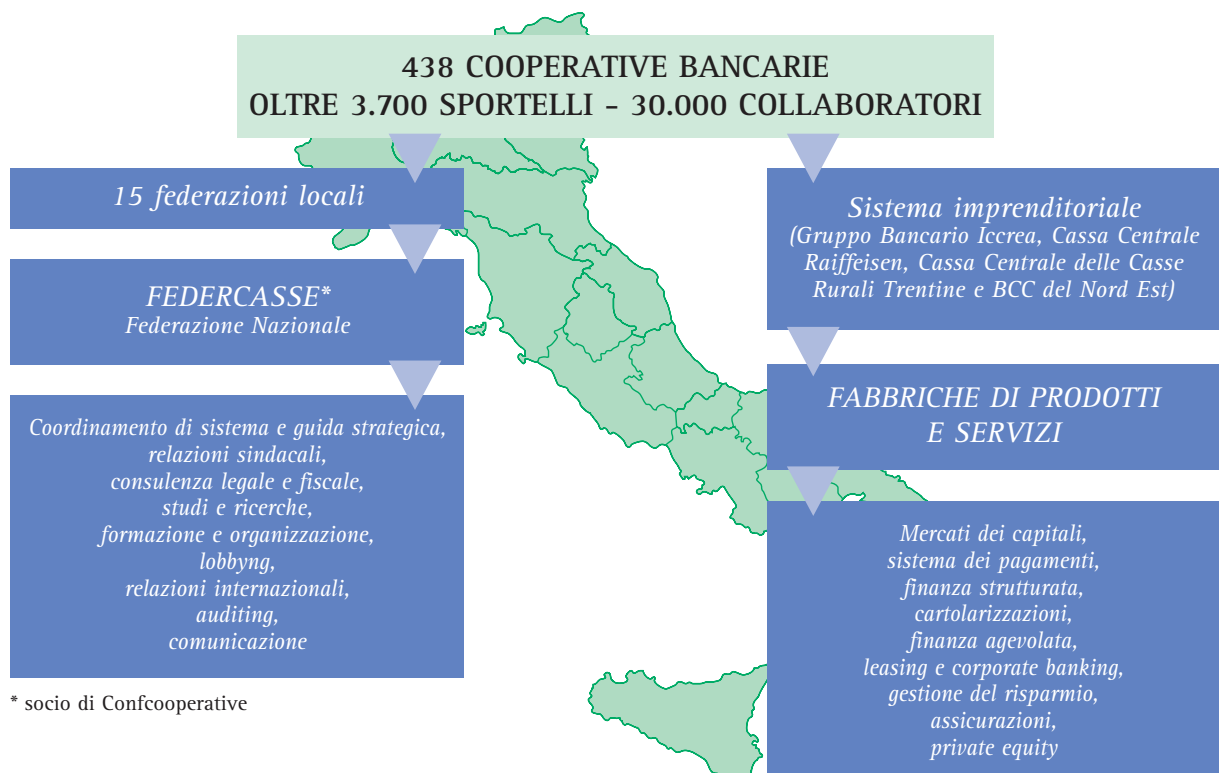 438 COOPERATIVE BANCARIE
OLTRE 3.700 SPORTELLI - 30.000 COLLABORATORI
15 federazioni locali
FEDERCASSE*
Federazione Nazionale
Coordinamento di sistema e guida strategica,
relazioni sindacali,
consulenza legale e fiscale,
studi e ricerche,
formazione e organizzazione,
lobbyng,
relazioni internazionali,
auditing,
comunicazione
* socio di Confcooperative
Sistema imprenditoriale
(Gruppo Bancario Iccrea, Cassa Centrale
Raiffeisen, Cassa Centrale delle Casse
Rurali Trentine e BCC del Nord Est)
FABBRICHE DI PRODOTTI
E SERVIZI
Mercati dei capitali,
sistema dei pagamenti,
finanza strutturata,
cartolarizzazioni,
finanza agevolata,
leasing e corporate banking,
gestione del risparmio,
assicurazioni,
private equity